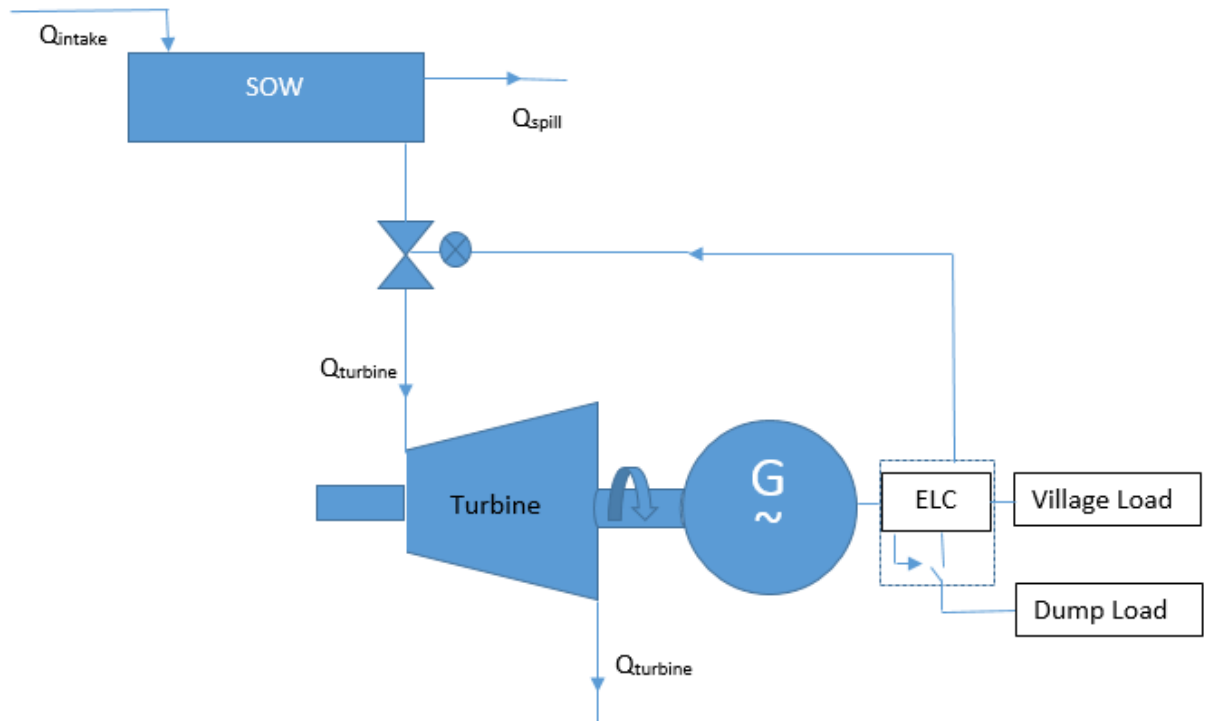 Qintake
SOW
Qspill
Qturbine
Turbine
G
~
ELC
Village Load
Dump Load
Qturbine